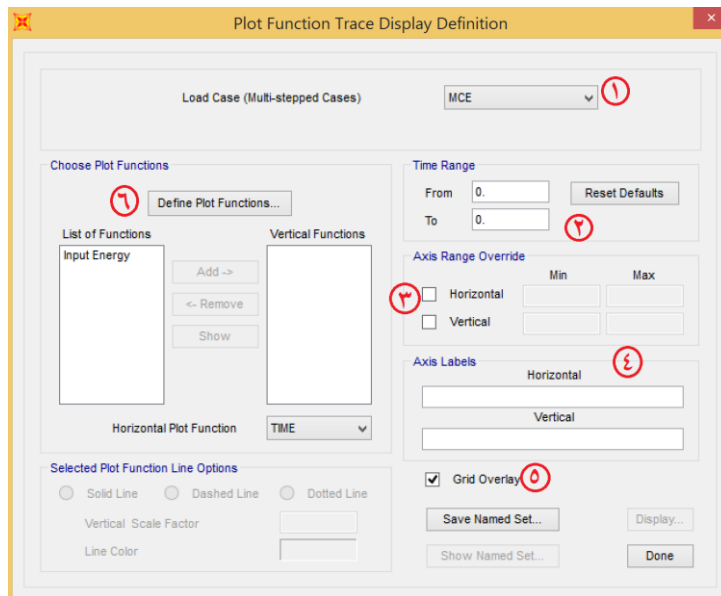 Plot Function Trace Display Definition
Load Case (Multi-stepped Cases)
MCE
١
Choose Plot Functions
٦
Define Plot Functions...
List of Functions
Vertical Functions
Input Energy
Add ->
<- Remove
Show
Horizontal Plot Function
TIME
Selected Plot Function Line Options
Solid Line
Dashed Line
Dotted Line
Vertical Scale Factor
Line Color
Time Range
From
0.
Reset Defaults
To
0.
٢
Axis Range Override
Min
Max
٣
Horizontal
Vertical
Axis Labels
٤
Horizontal
Vertical
Grid Overlay
٥
Save Named Set...
Display...
Show Named Set...
Done